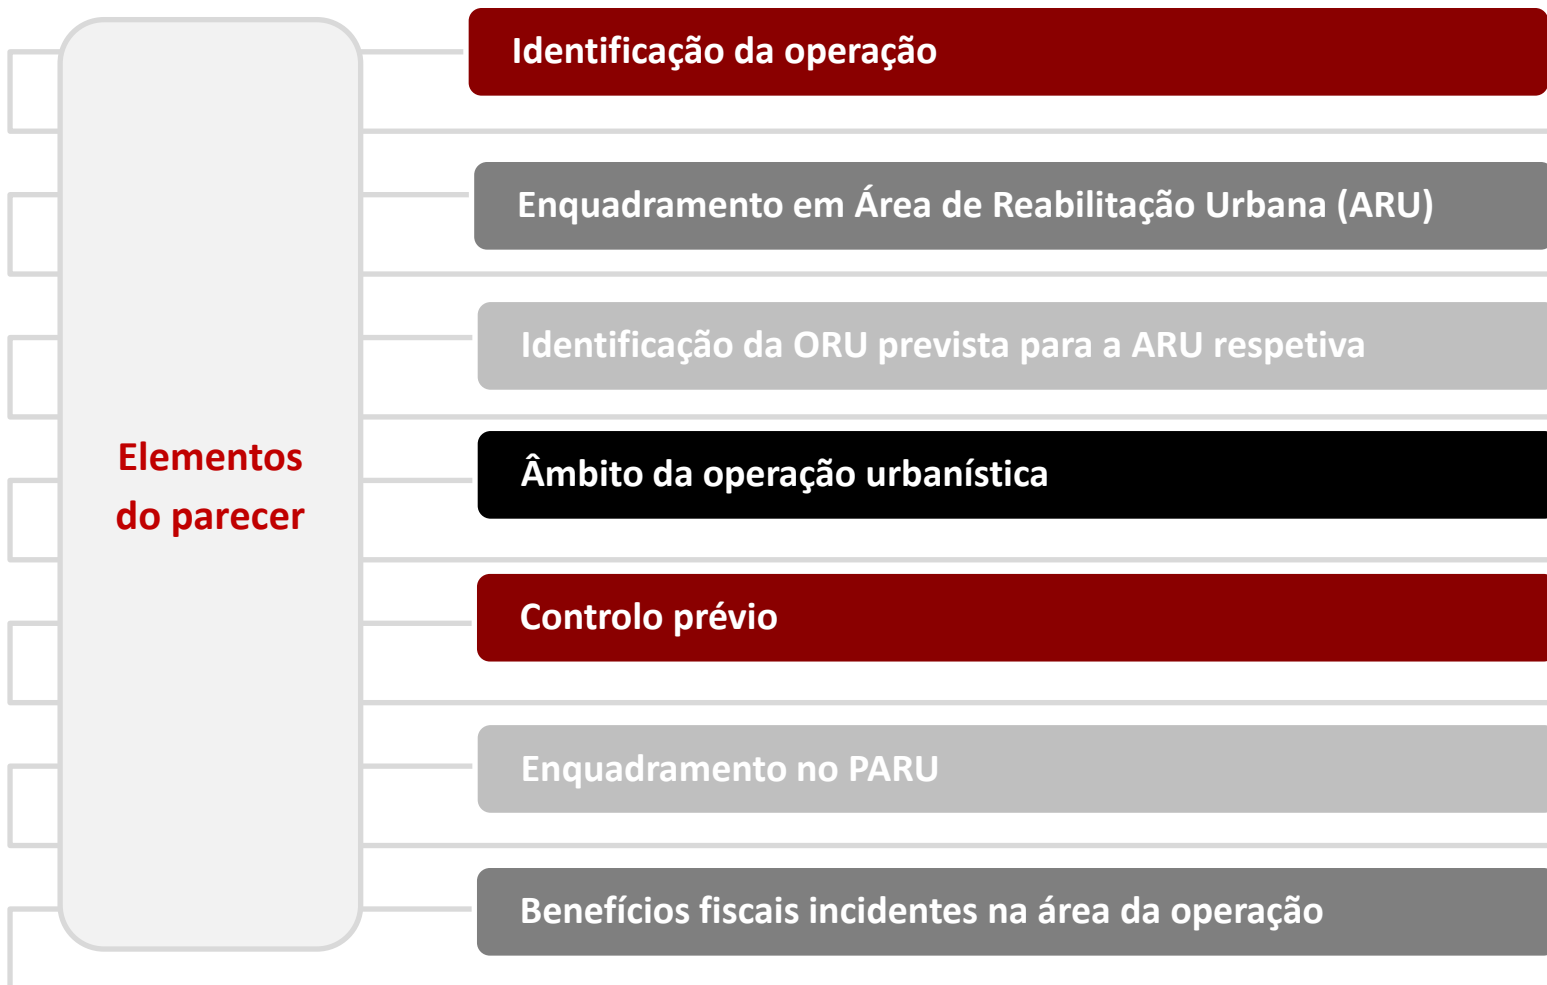 Elementos
do parecer
Identificação da operação
Enquadramento em Área de Reabilitação Urbana (ARU)
Identificação da ORU prevista para a ARU respetiva
Âmbito da operação urbanística
Controlo prévio
Enquadramento no PARU
Benefícios fiscais incidentes na área da operação